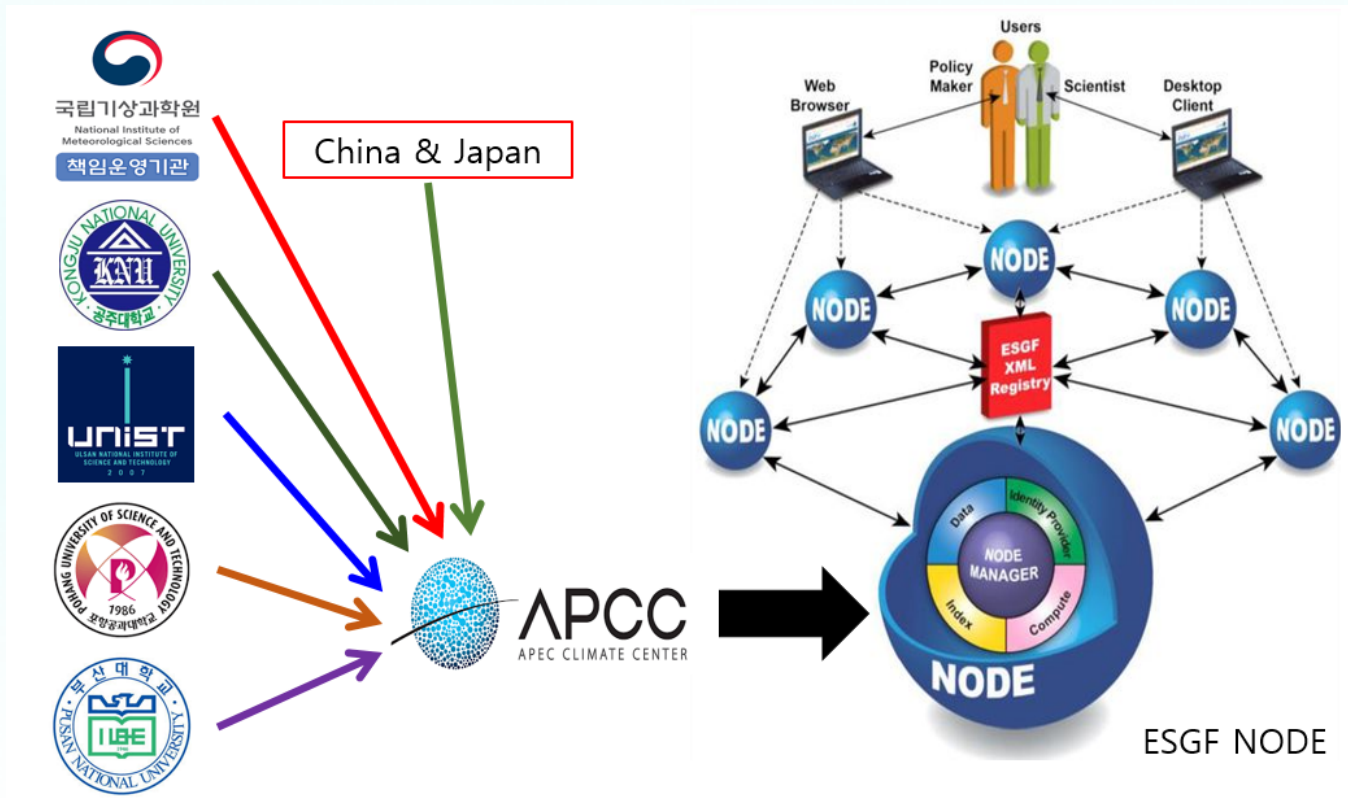 국립기상과학원
National Institute of
Meteorological Sciences
책임운영기관
KONGJU NATIONAL UNIVERSITY
KNU
공주대학교
UNIST
ULSAN NATIONAL INSTITUTE OF
SCIENCE AND TECHNOLOGY
2007
POHANG UNIVERSITY OF SCIENCE AND TECHNOLOGY
1986
포항공과대학교
부산대학교
PUSAN NATIONAL UNIVERSITY
China & Japan
APCC
APEC CLIMATE CENTER
Users
Policy
Maker
Scientist
Web
Browser
Desktop
Client
NODE
NODE
NODE
ESGF
XML
Registry
NODE
NODE
Data
Identity Provider
NODE
MANAGER
Index
Compute
NODE
ESGF NODE